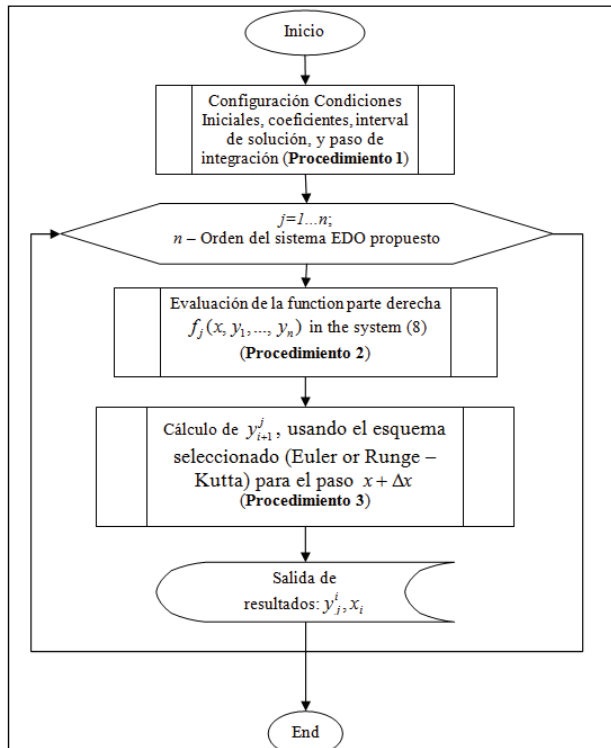 Inicio
Configuración Condiciones
Iniciales, coeficientes, interval
de solución, y paso de
integración (Procedimiento 1)
j=1...n;
n – Orden del sistema EDO propuesto
Evaluación de la function parte derecha
f_j(x, y_1,..., y_n) in the system (8)
(Procedimiento 2)
Cálculo de y^j_{i+1}, usando el esquema
seleccionado (Euler or Runge –
Kutta) para el paso x + Δx
(Procedimiento 3)
Salida de
resultados: y^i_j, x_i
End